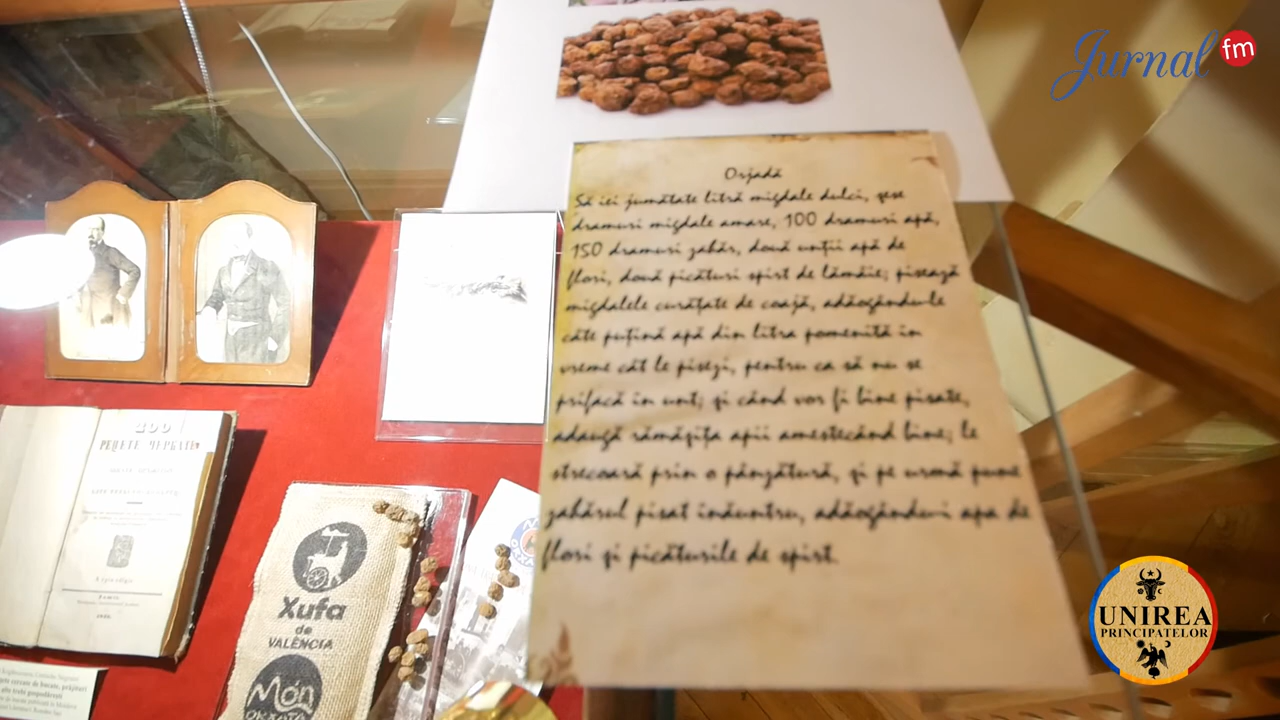 Jurnal fm
Orjadă
Să iei jumătate litră migdale dulci, șese
dramuri migdale amare, 100 dramuri apă,
150 dramuri zahăr, două unții apă de
flori, două picături spirt de lămâie; pisează
migdalele curățate de coajă, adăogându-le
câte puțină apă din litra pomenită în
vreme cât le pisezi, pentru ca să nu se
prifacă în unt; și când vor fi bine pisate,
adaugă rămășița apii amestecând bine; le
strecoară prin o pânzătură, și pe urmă pune
zahărul pisat înăuntru, adăogându-i apa de
flori și picăturile de spirt.
200
Xufa
de
VALÈNCIA
Món
ORXATA
UNIREA
PRINCIPATELOR